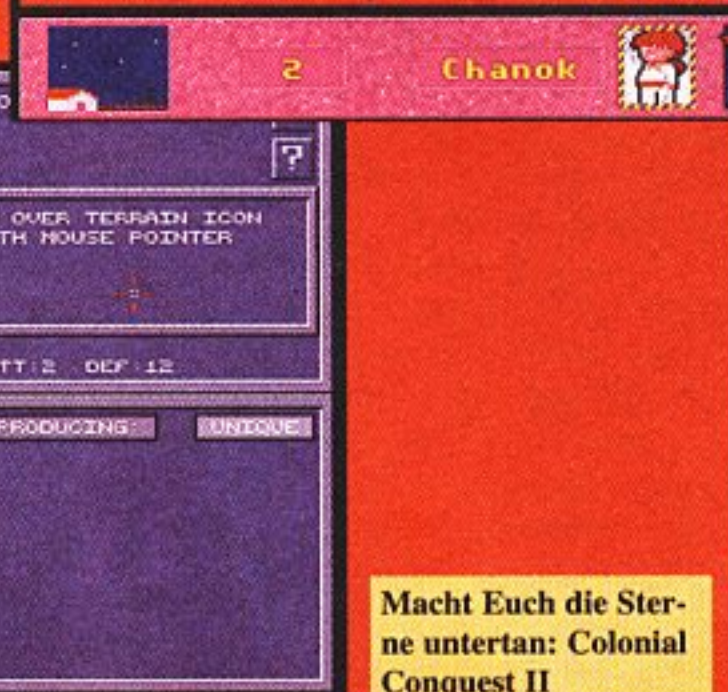 2 Chanok
?
OVER TERRAIN ICON
TH MOUSE POINTER
TT:2 DEF:12
PRODUCING: UNIQUE
Macht Euch die Ster-
ne untertan: Colonial
Conquest II